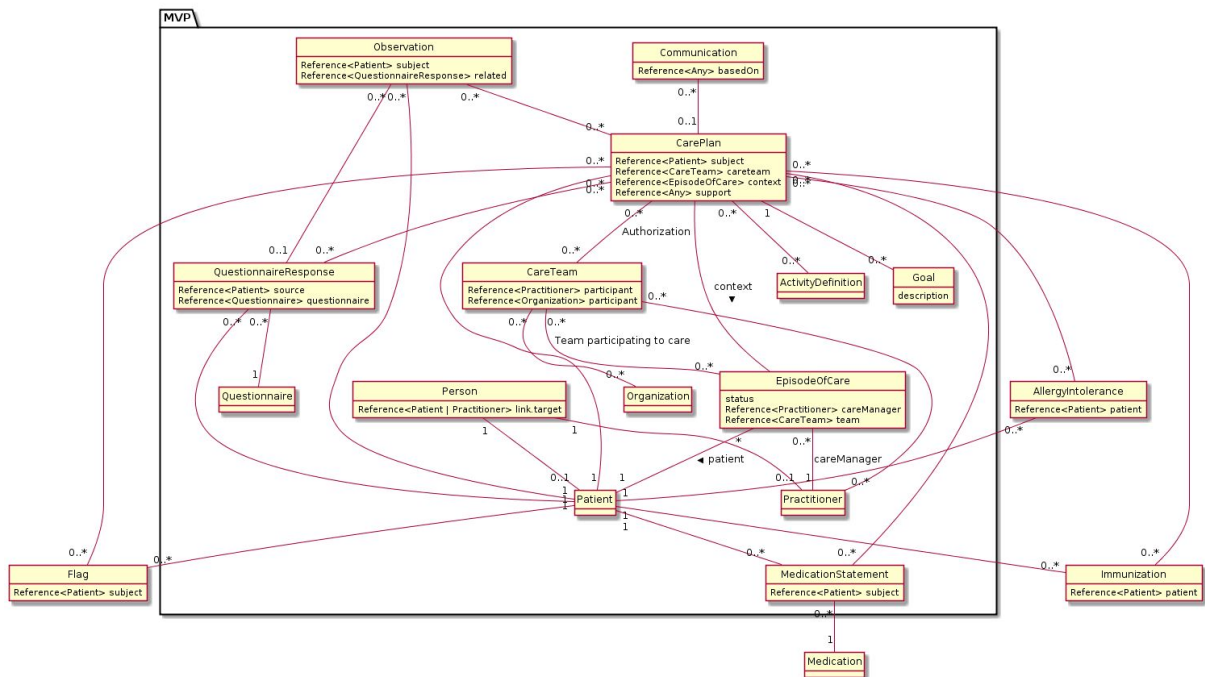 MVP
Observation
Reference<Patient> subject
Reference<QuestionnaireResponse> related
Communication
Reference<Any> basedOn
0..*
0..*
0..*
0..*
0..1
0..*
CarePlan
Reference<Patient> subject
Reference<CareTeam> careteam
Reference<EpisodeOfCare> context
Reference<Any> support
0..*
0..*
0..*
0..*
0..*
0..*
0..*
1
Authorization
0..1
0..*
0..*
0..*
0..*
QuestionnaireResponse
Reference<Patient> source
Reference<Questionnaire> questionnaire
CareTeam
Reference<Practitioner> participant
Reference<Organization> participant
context
ActivityDefinition
Goal
description
0..*
0..*
0..*
0..*
0..*
Team participating to care
1
0..*
0..*
0..*
Questionnaire
Person
Reference<Patient | Practitioner> link.target
Organization
EpisodeOfCare
status
Reference<Practitioner> careManager
Reference<CareTeam> team
AllergyIntolerance
Reference<Patient> patient
1
1
*
0..*
0..*
patient
careManager
0..1
1
1
0..1
1
0..*
1
1
1
1
Patient
Practitioner
1
1
0..*
0..*
0..*
0..*
0..*
0..*
Flag
Reference<Patient> subject
MedicationStatement
Reference<Patient> subject
Immunization
Reference<Patient> patient
0..*
1
Medication